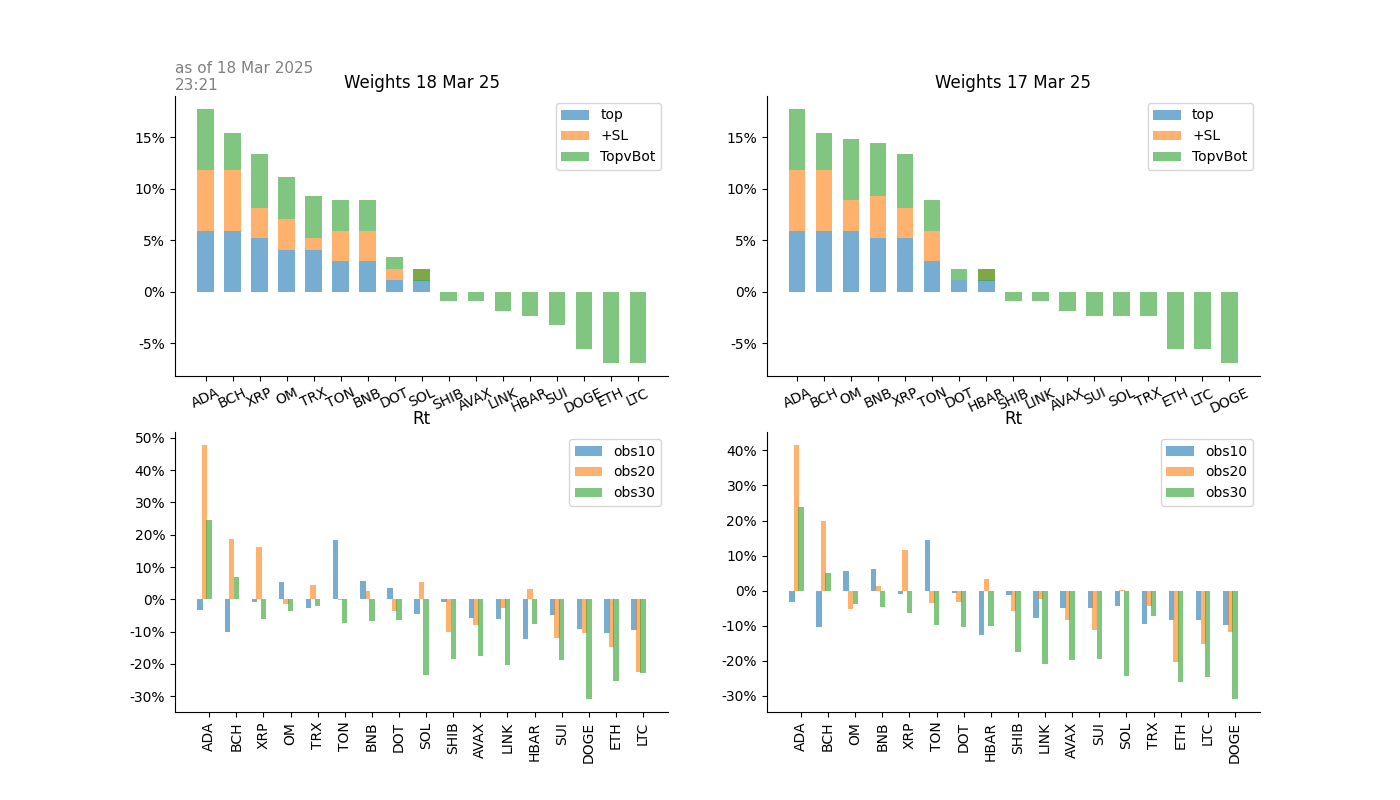 as of 18 Mar 2025
23:21
Weights 18 Mar 25
15%
10%
5%
0%
-5%
top
+SL
TopvBot
ADA BCH XRP OM TRX TON BNB DOT SOL SHIB AVAX LINK HBAR SUI DOGE ETH LTC
Weights 17 Mar 25
15%
10%
5%
0%
-5%
top
+SL
TopvBot
ADA BCH OM BNB XRP TON DOT HBAR SHIB LINK AVAX SUI SOL TRX ETH LTC DOGE
Rt
50%
40%
30%
20%
10%
0%
-10%
-20%
-30%
obs10
obs20
obs30
ADA BCH XRP OM TRX TON BNB DOT SOL SHIB AVAX LINK HBAR SUI DOGE ETH LTC
Rt
40%
30%
20%
10%
0%
-10%
-20%
-30%
obs10
obs20
obs30
ADA BCH OM BNB XRP TON DOT HBAR SHIB LINK AVAX SUI SOL TRX ETH LTC DOGE